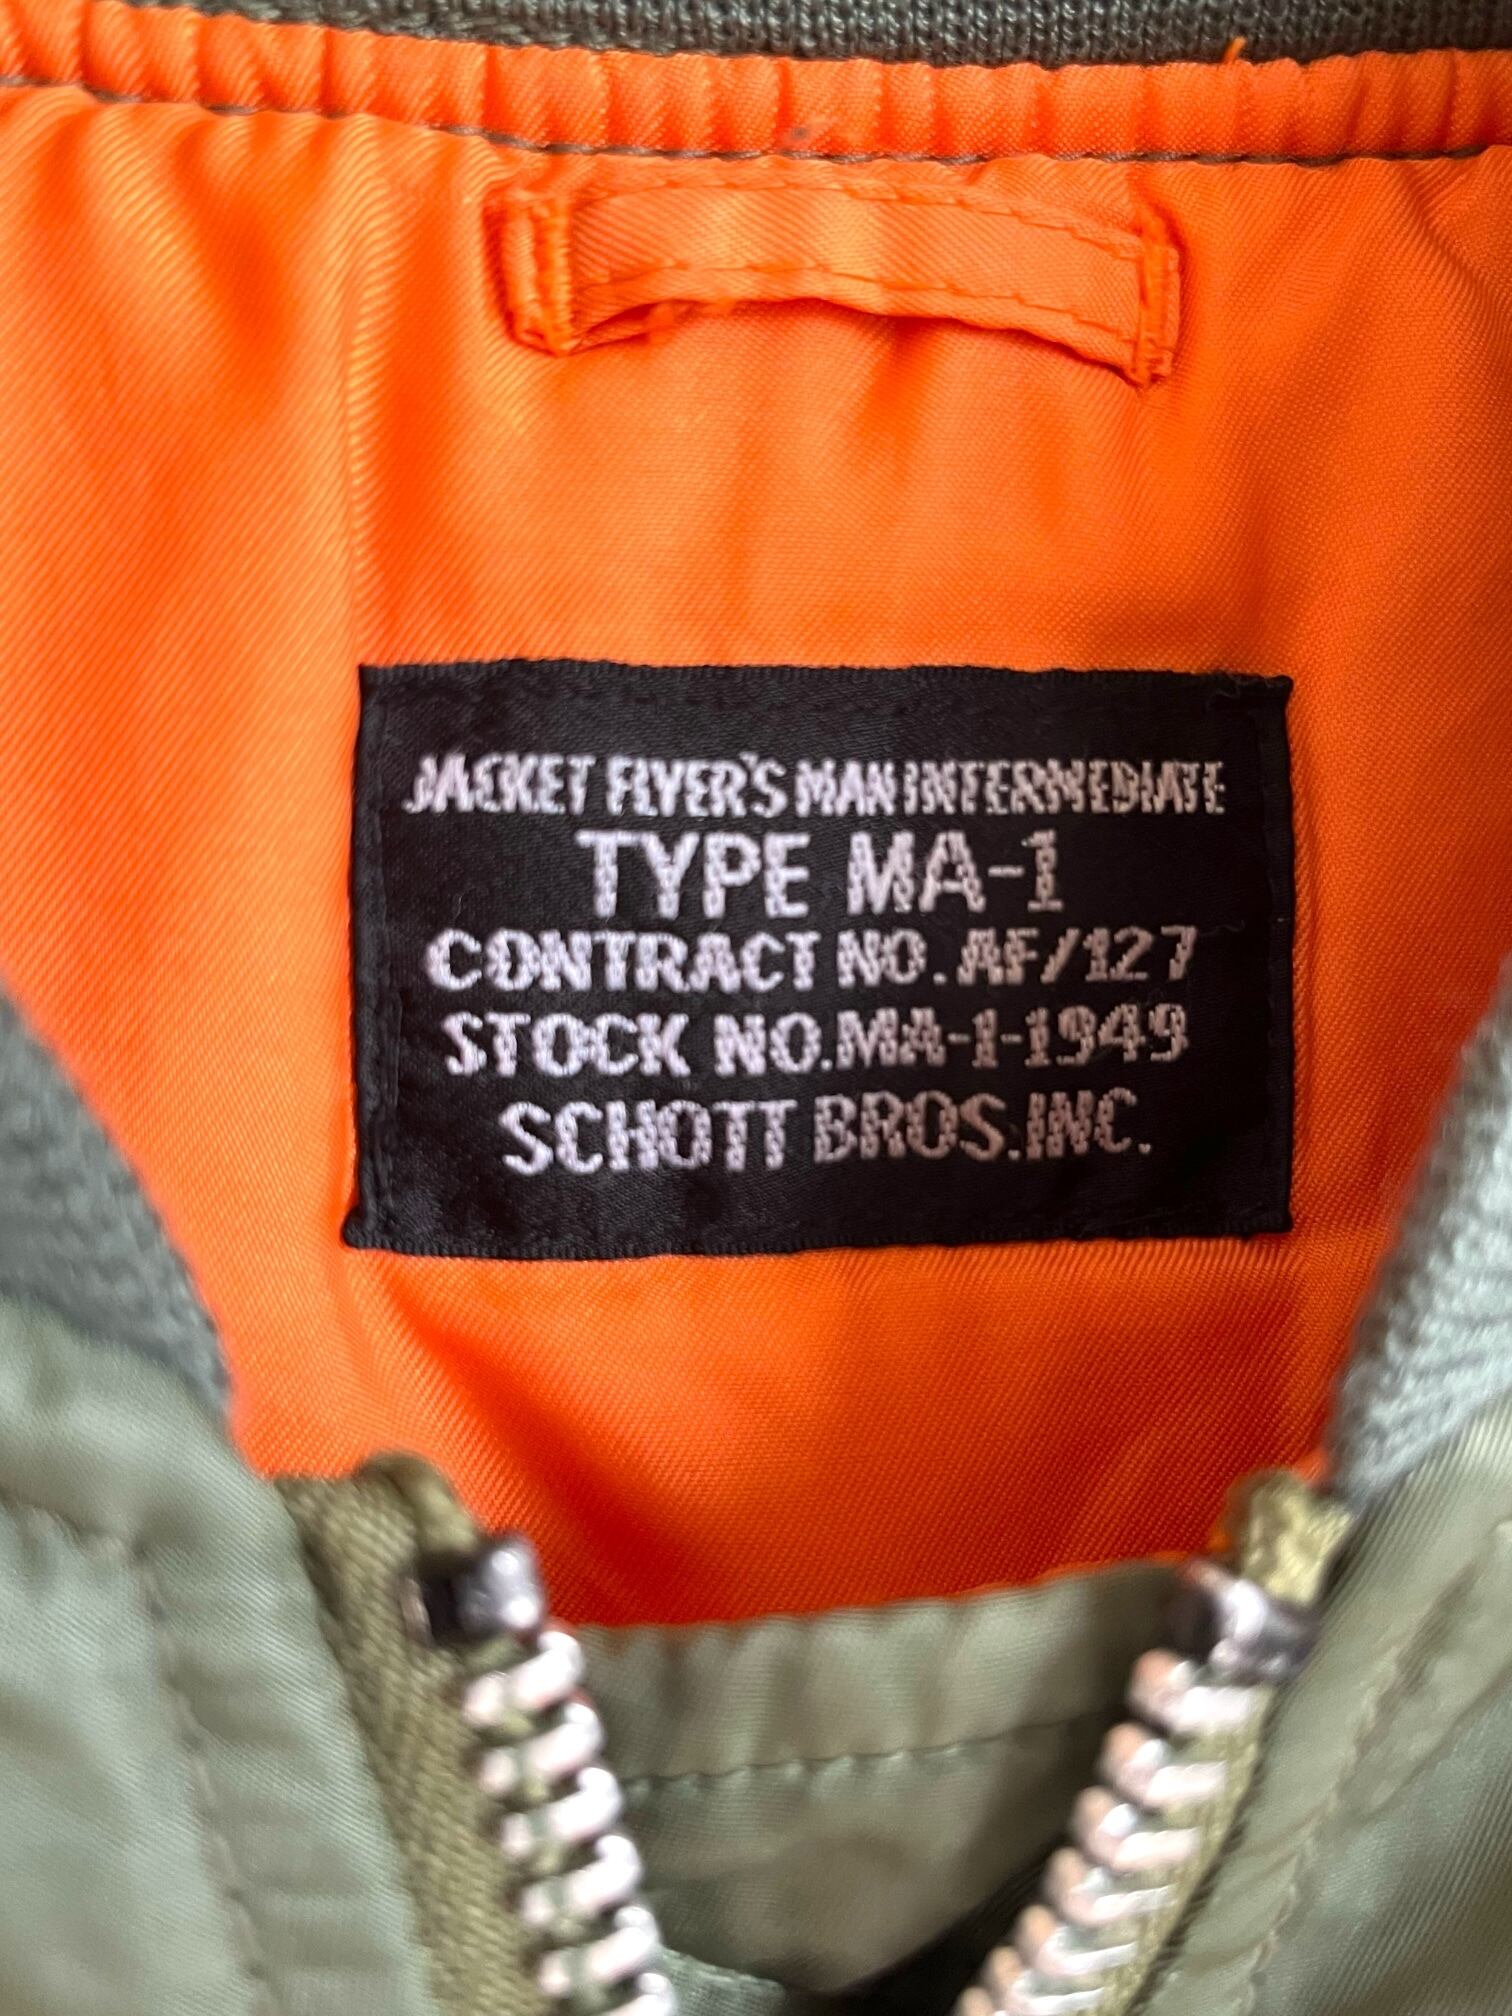 JACKET FLYER'S MAN INTERMEDIATE
TYPE MA-1
CONTRACT NO. AF/127
STOCK NO.MA-1-1949
SCHOTT BROS.INC.